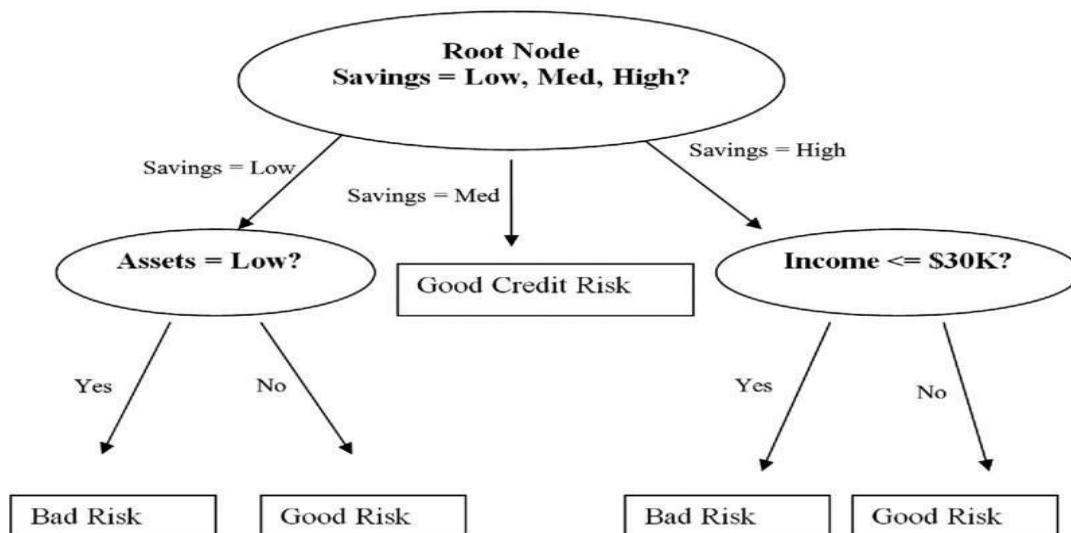 Root Node
Savings = Low, Med, High?
Savings = Low
Savings = Med
Savings = High
Assets = Low?
Good Credit Risk
Income <= $30K?
Yes
No
Yes
No
Bad Risk
Good Risk
Bad Risk
Good Risk